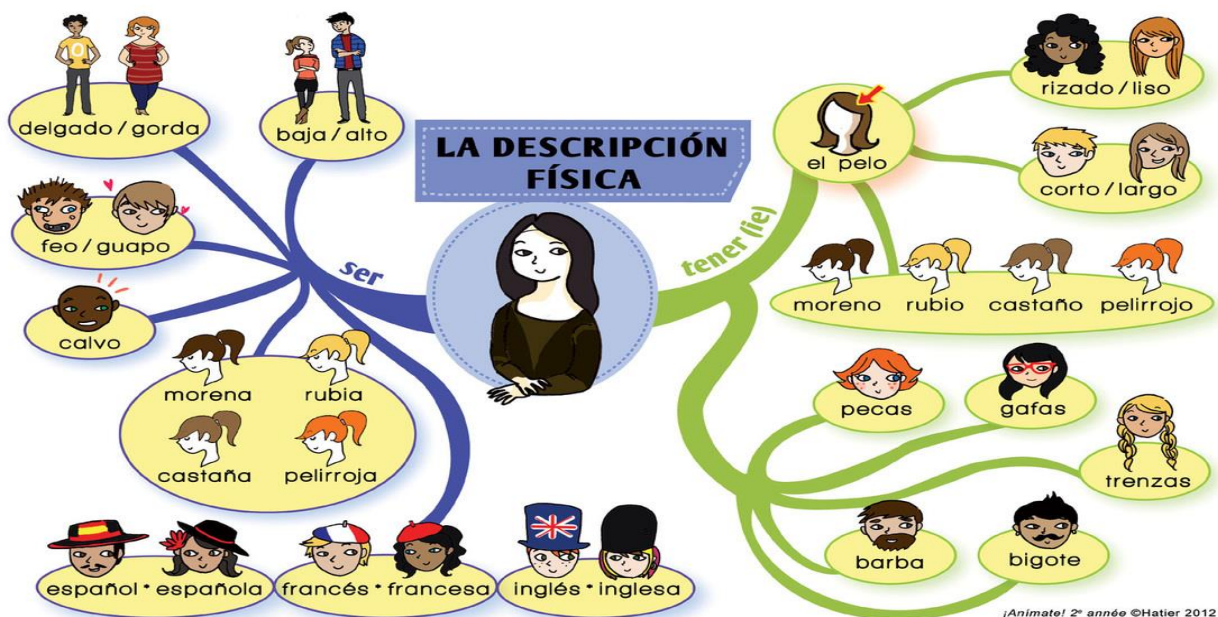 LA DESCRIPCIÓN
FÍSICA
ser
delgado / gorda
baja / alto
feo / guapo
calvo
morena rubia
castaña pelirroja
español * española
francés * francesa
inglés * inglesa
tener (ie)
el pelo
rizado / liso
corto / largo
moreno rubio castaño pelirrojo
pecas
gafas
trenzas
barba
bigote
¡Anímate! 2e année ©Hatier 2012